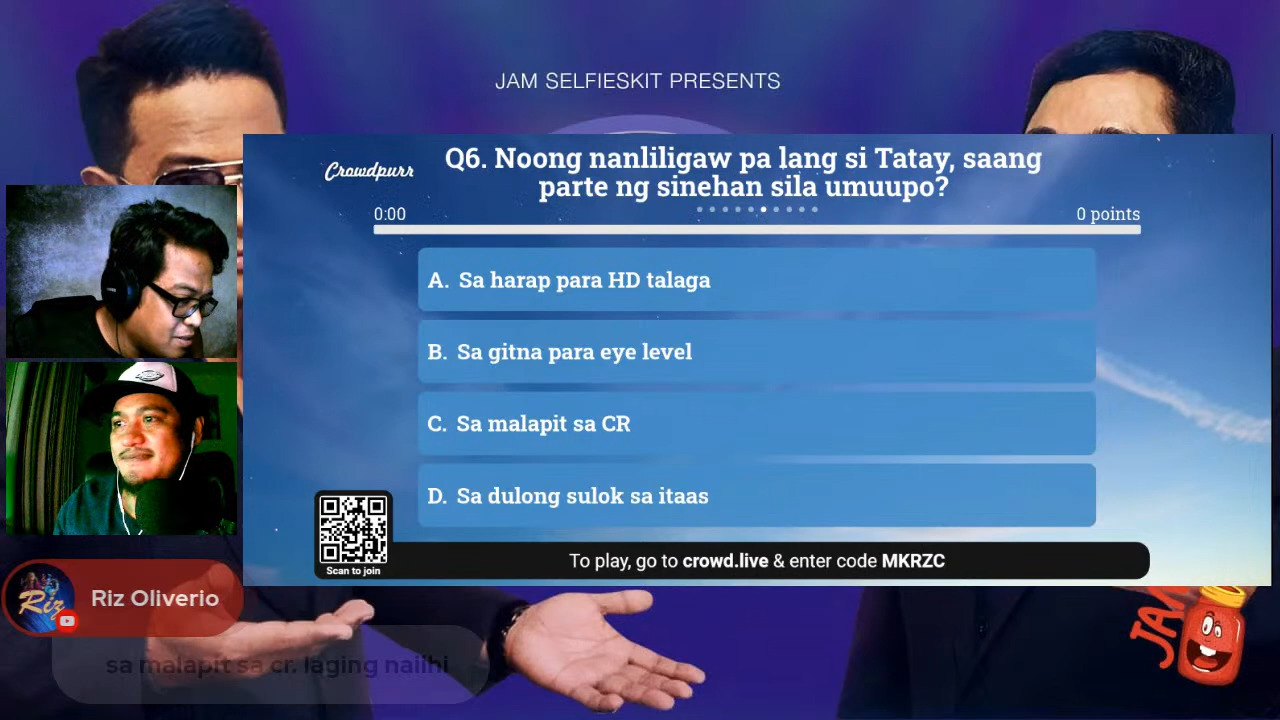 JAM SELFIESKIT PRESENTS
Crowdpurr
Q6. Noong nanliligaw pa lang si Tatay, saang
parte ng sinehan sila umuupo?
0:00
0 points
A. Sa harap para HD talaga
B. Sa gitna para eye level
C. Sa malapit sa CR
D. Sa dulong sulok sa itaas
Scan to join
To play, go to crowd.live & enter code MKRZC
Riz
Riz Oliverio
sa malapit sa cr. laging naiihi
JAM